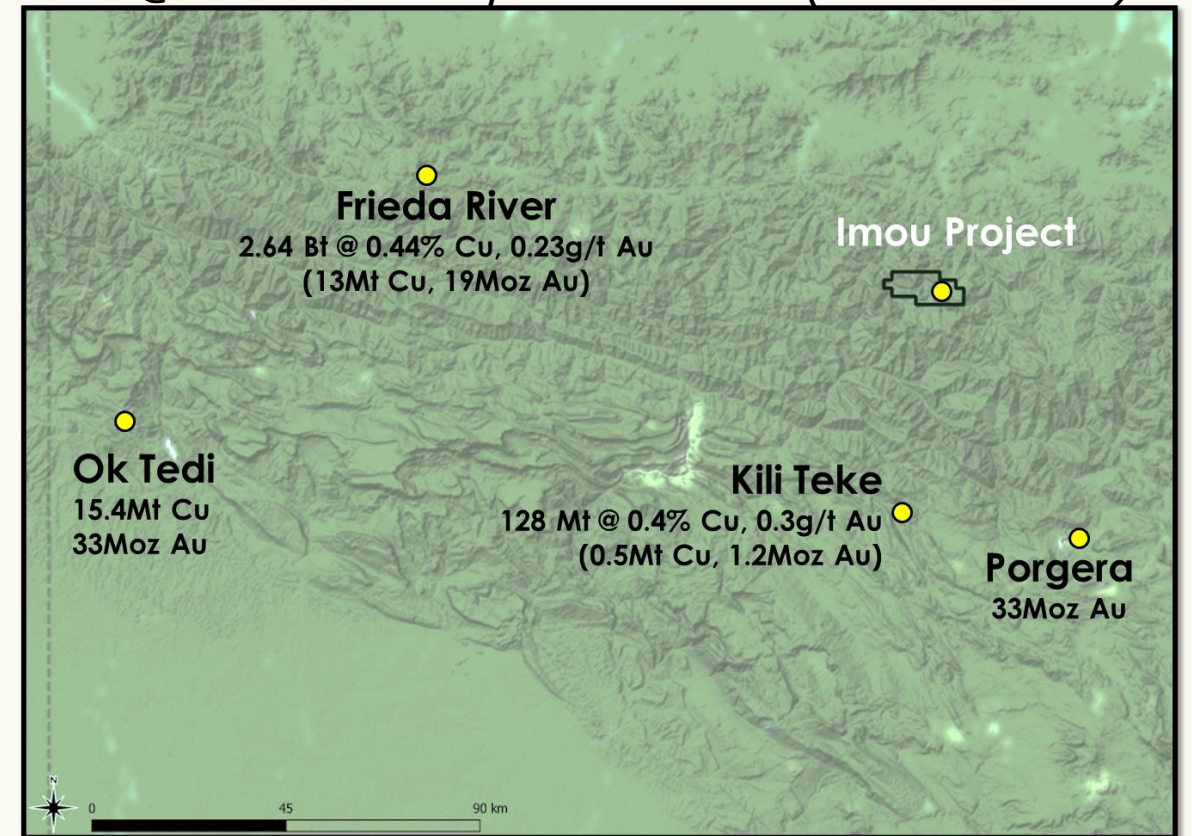 Frieda River
2.64 Bt @ 0.44% Cu, 0.23g/t Au
(13Mt Cu, 19Moz Au)
Imou Project
Ok Tedi
15.4Mt Cu
33Moz Au
Kili Teke
128 Mt @ 0.4% Cu, 0.3g/t Au
(0.5Mt Cu, 1.2Moz Au)
Porgera
33Moz Au
N
0 45 90 km